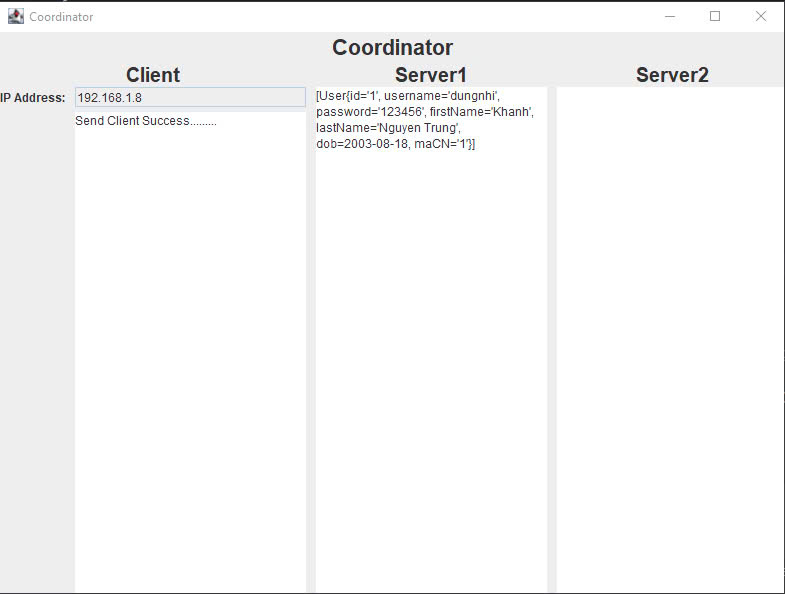 Coordinator
Coordinator
Client
Server1
Server2
IP Address:
192.168.1.8
Send Client Success.........
[User{id='1', username='dungnhi',
password='123456', firstName='Khanh',
lastName='Nguyen Trung',
dob=2003-08-18, maCN='1'}]